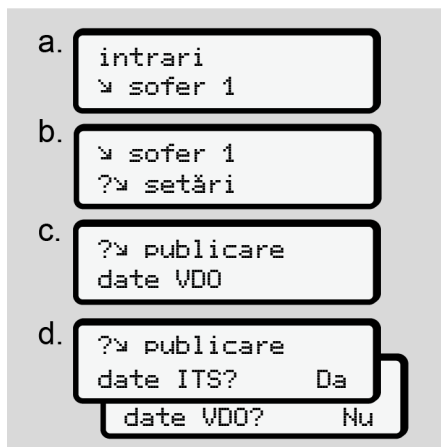 a.
intrari
↘ sofer 1
b.
↘ sofer 1
?↘ setări
c.
?↘ publicare
date VDO
d.
?↘ publicare
date ITS? Da
date VDO? Nu